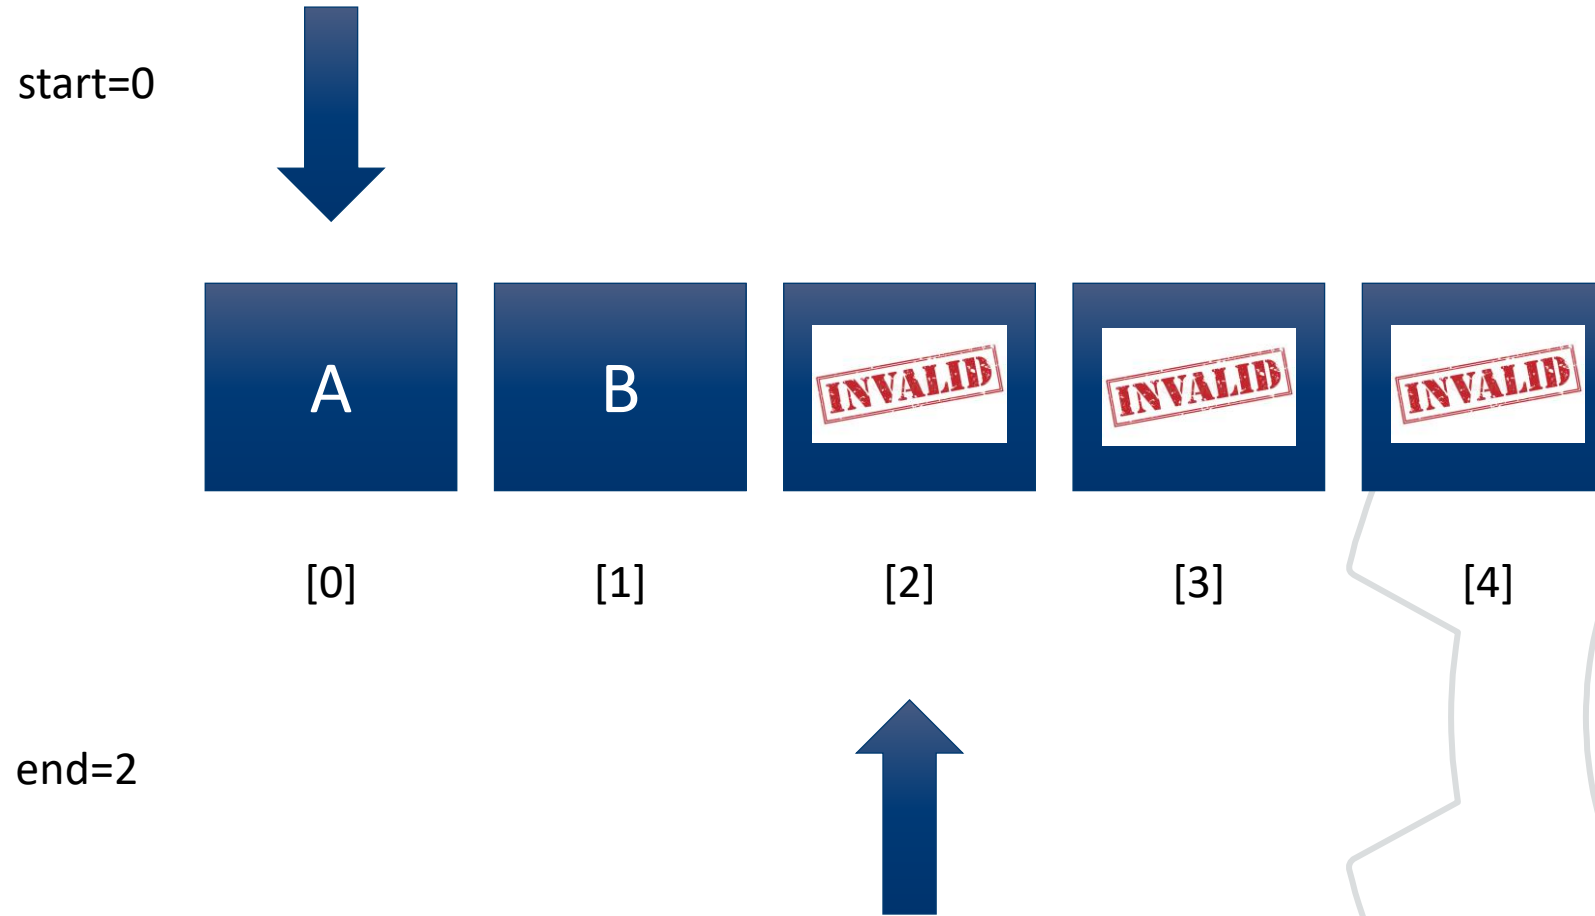 start=0
A
B
INVALID
INVALID
INVALID
[0]
[1]
[2]
[3]
[4]
end=2